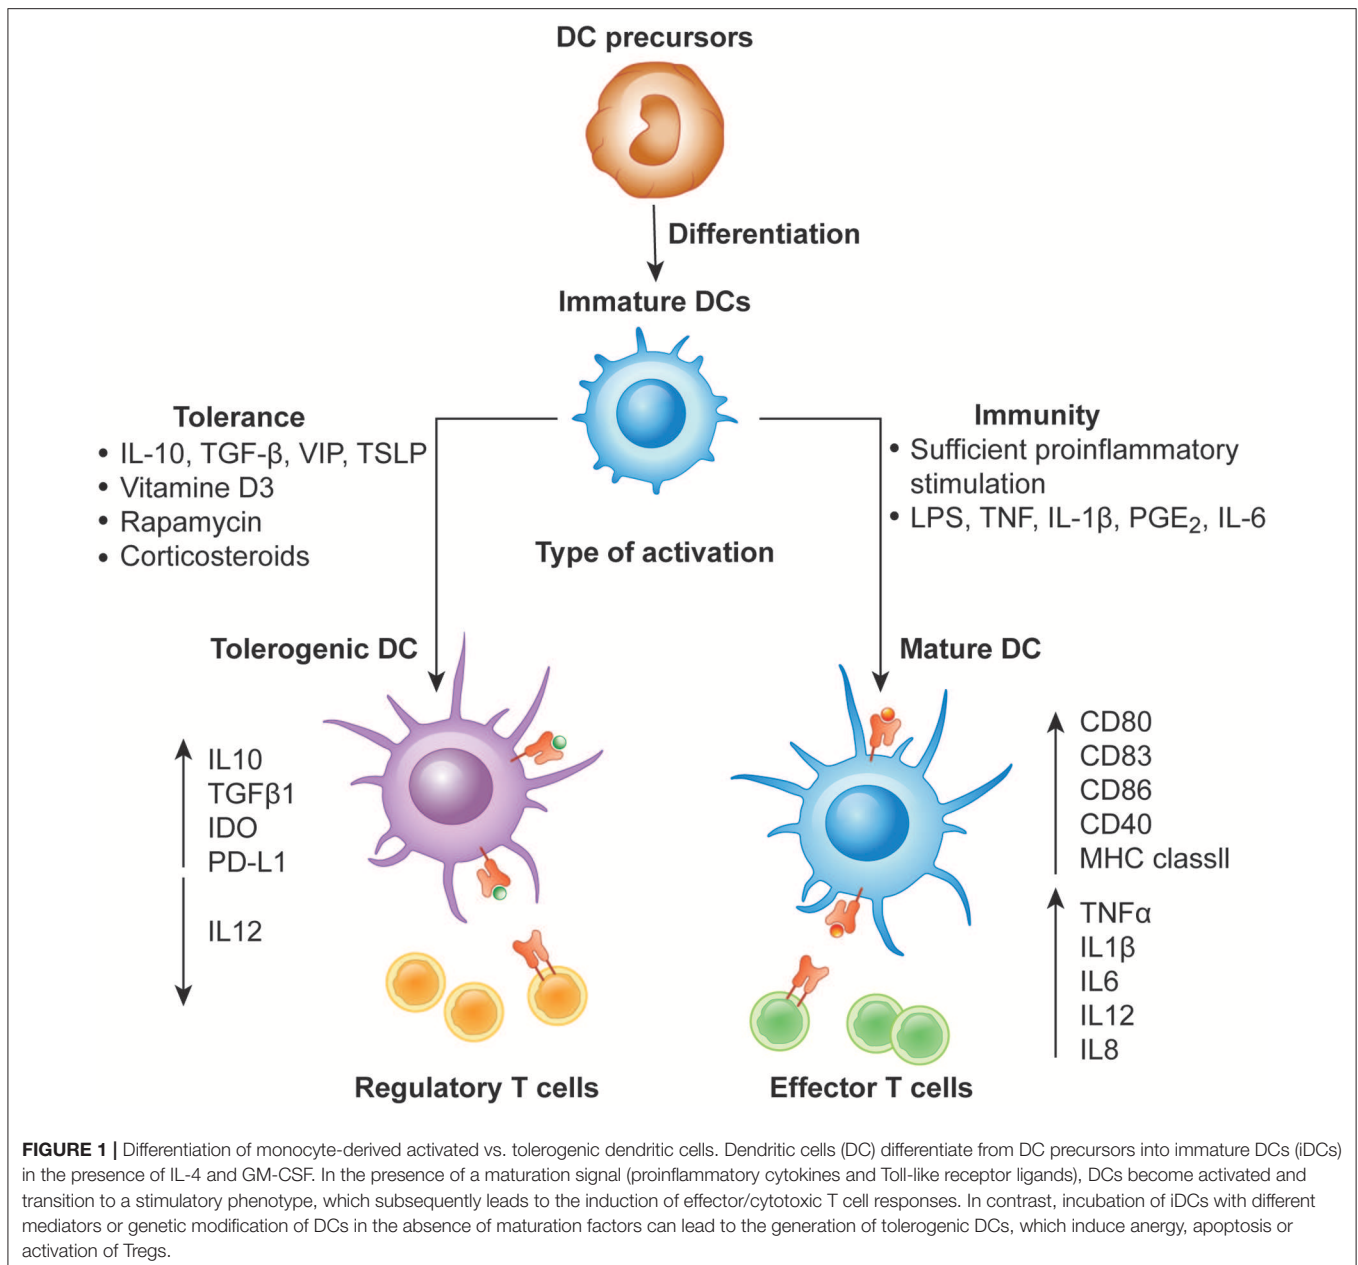 DC precursors
Differentiation
Immature DCs
Tolerance
• IL-10, TGF-β, VIP, TSLP
• Vitamine D3
• Rapamycin
• Corticosteroids
Immunity
• Sufficient proinflammatory
stimulation
• LPS, TNF, IL-1β, PGE₂, IL-6
Type of activation
Tolerogenic DC
Mature DC
IL10
TGFβ1
IDO
PD-L1
IL12
CD80
CD83
CD86
CD40
MHC classII
TNFα
IL1β
IL6
IL12
IL8
Regulatory T cells
Effector T cells
FIGURE 1 | Differentiation of monocyte-derived activated vs. tolerogenic dendritic cells. Dendritic cells (DC) differentiate from DC precursors into immature DCs (iDCs)
in the presence of IL-4 and GM-CSF. In the presence of a maturation signal (proinflammatory cytokines and Toll-like receptor ligands), DCs become activated and
transition to a stimulatory phenotype, which subsequently leads to the induction of effector/cytotoxic T cell responses. In contrast, incubation of iDCs with different
mediators or genetic modification of DCs in the absence of maturation factors can lead to the generation of tolerogenic DCs, which induce anergy, apoptosis or
activation of Tregs.